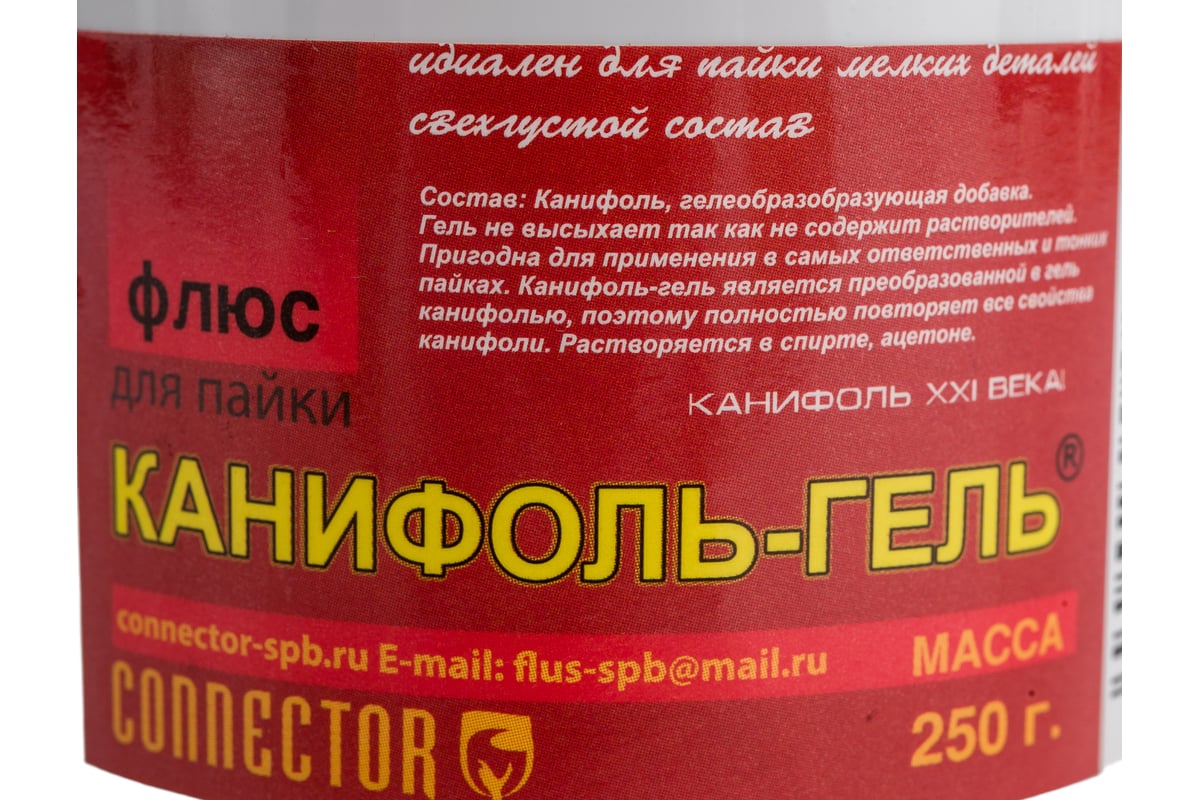 идиален для пайки мелких деталей
свехгустой состав
Состав: Канифоль, гелеобразобразующая добавка.
Гель не высыхает так как не содержит растворителей.
Пригодна для применения в самых ответственных и тонких
пайках. Канифоль-гель является преобразованной в гель
канифолью, поэтому полностью повторяет все свойства
канифоли. Растворяется в спирте, ацетоне.
КАНИФОЛЬ XXI ВЕКА!
флюс
для пайки
КАНИФОЛЬ-ГЕЛЬ®
connector-spb.ru E-mail: flus-spb@mail.ru
МАССА
250 г.
CONNECTOR